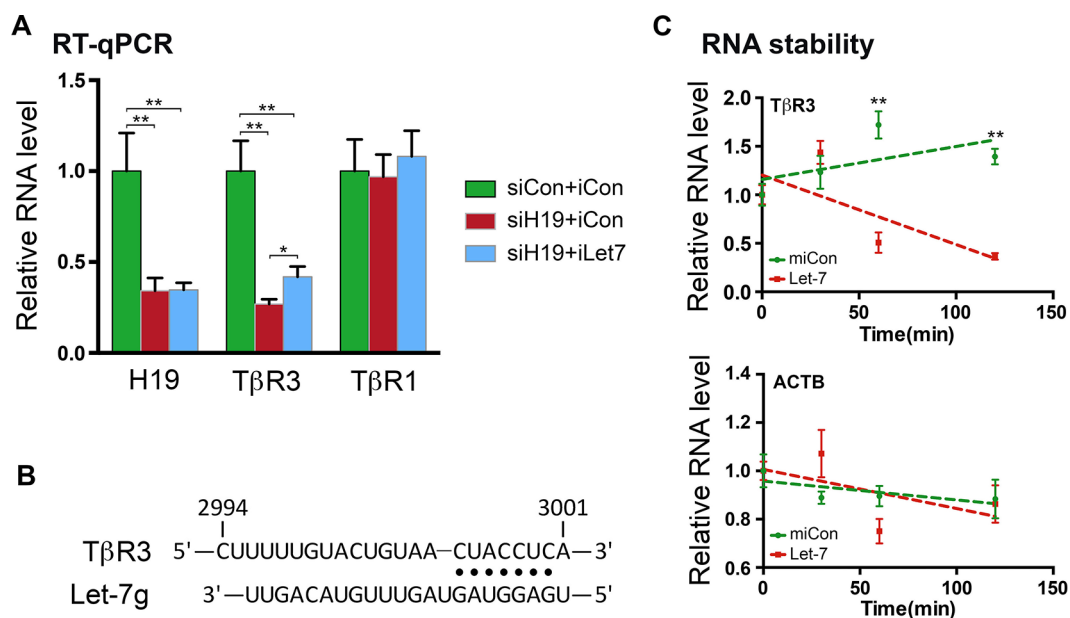 A
RT-qPCR
Relative RNA level
1.5
1.0
0.5
0.0
**
**
**
**
*
H19
TβR3
TβR1
siCon+iCon
siH19+iCon
siH19+iLet7
B
2994
3001
TβR3 5'—CUUUUUGUACUGUAA—CUACCUCA—3'
Let-7g 3'—UUGACAUGUUUGAUGAUGGAGU—5'
C
RNA stability
Relative RNA level
2.0
1.5
1.0
0.5
0.0
TβR3
**
**
miCon
Let-7
0
50
100
150
Time(min)
Relative RNA level
1.4
1.2
1.0
0.8
0.6
ACTB
miCon
Let-7
0
50
100
150
Time(min)